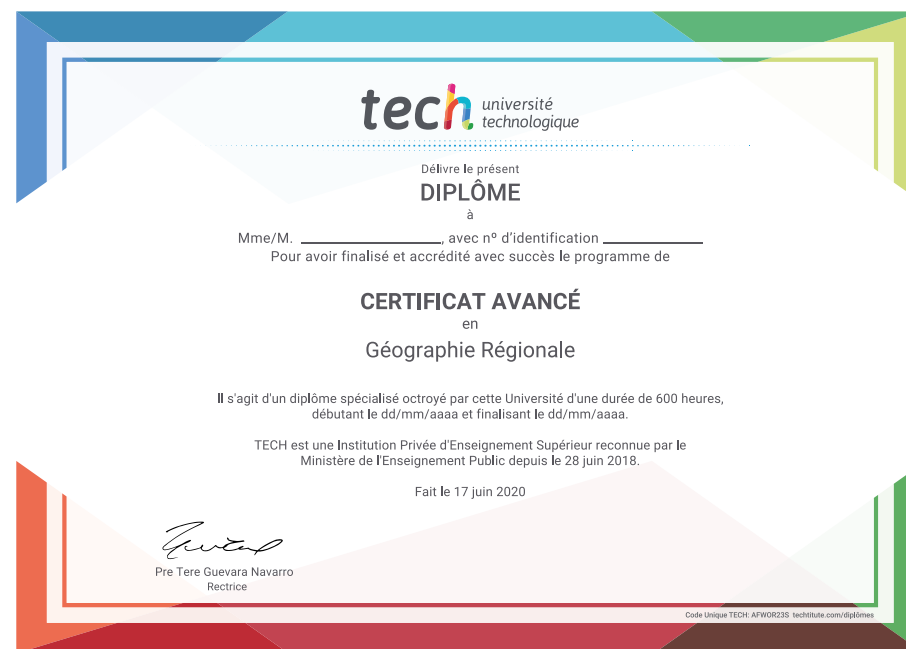 tech université
technologique
Délivre le présent
DIPLÔME
à
Mme/M. ____________, avec nº d'identification ____________
Pour avoir finalisé et accrédité avec succès le programme de
CERTIFICAT AVANCÉ
en
Géographie Régionale
Il s'agit d'un diplôme spécialisé octroyé par cette Université d'une durée de 600 heures,
débutant le dd/mm/aaaa et finalisant le dd/mm/aaaa.
TECH est une Institution Privée d'Enseignement Supérieur reconnue par le
Ministère de l'Enseignement Public depuis le 28 juin 2018.
Fait le 17 juin 2020
Pre Tere Guevara Navarro
Rectrice
Code Unique TECH: AFWOR23S techtitute.com/diplômes